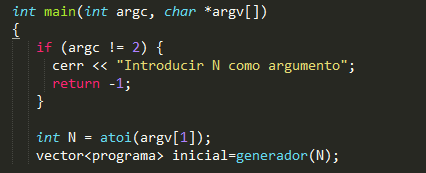 int main(int argc, char *argv[])
{
if (argc != 2) {
cerr << "Introducir N como argumento";
return -1;
}
int N = atoi(argv[1]);
vector<programa> inicial=generador(N);